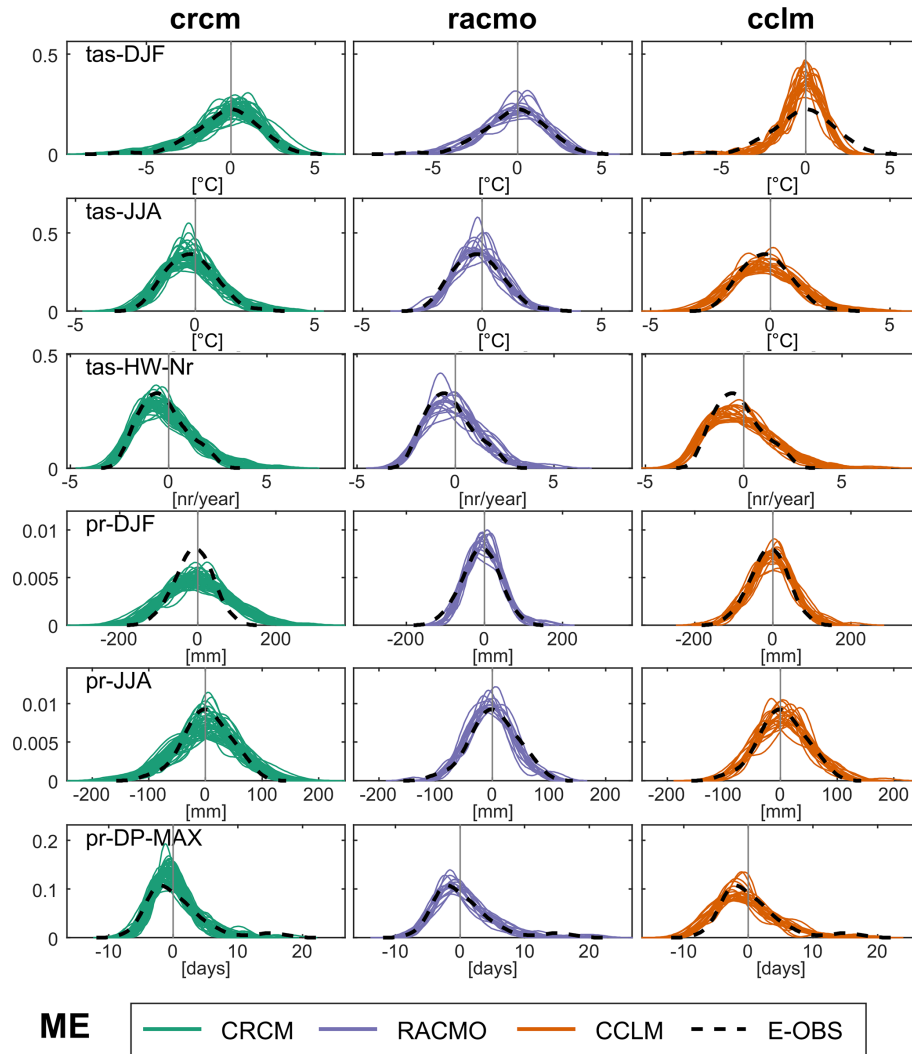 crcm racmo cclm
tas-DJF
0.5
0
-5 0 5 -5 0 5 -5 0 5
[°C] [°C] [°C]
tas-JJA
0.5
0
-5 0 5 -5 0 5 -5 0 5
[°C] [°C] [°C]
0.5
tas-HW-Nr
0
-5 0 5 -5 0 5 -5 0 5
[nr/year] [nr/year] [nr/year]
pr-DJF
0.01
0.005
0
-200 0 200 -200 0 200 -200 0 200
[mm] [mm] [mm]
pr-JJA
0.01
0.005
0
-200 -100 0 100 200 -200 -100 0 100 200 -200 -100 0 100 200
[mm] [mm] [mm]
pr-DP-MAX
0.2
0.1
0
-10 0 10 20 -10 0 10 20 -10 0 10 20
[days] [days] [days]
ME CRCM RACMO CCLM E-OBS